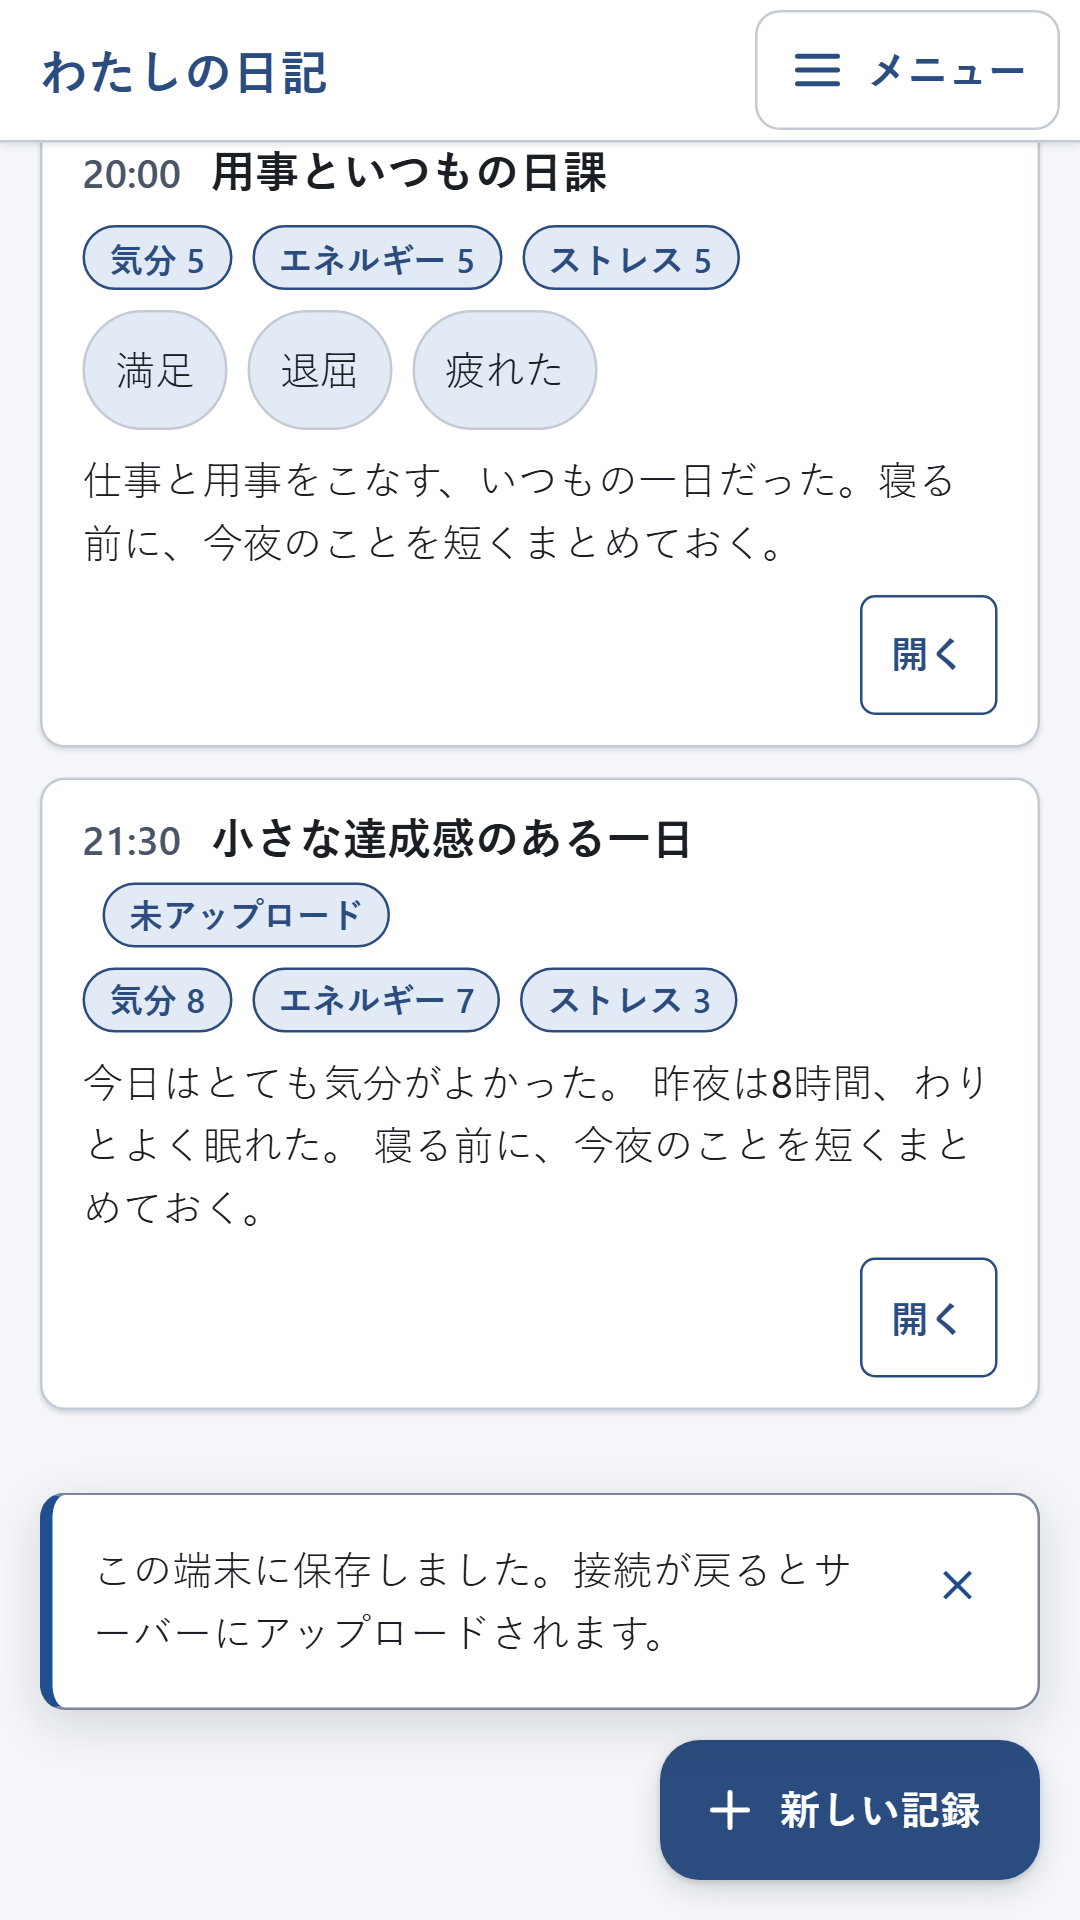 わたしの日記
メニュー
20:00 用事といつもの日課
気分 5 エネルギー 5 ストレス 5
満足 退屈 疲れた
仕事と用事をこなす、いつもの一日だった。寝る
前に、今夜のことを短くまとめておく。
開く
21:30 小さな達成感のある一日
未アップロード
気分 8 エネルギー 7 ストレス 3
今日はとても気分がよかった。 昨夜は8時間、わり
とよく眠れた。 寝る前に、今夜のことを短くまと
めておく。
開く
この端末に保存しました。接続が戻るとサ
ーバーにアップロードされます。
新しい記録